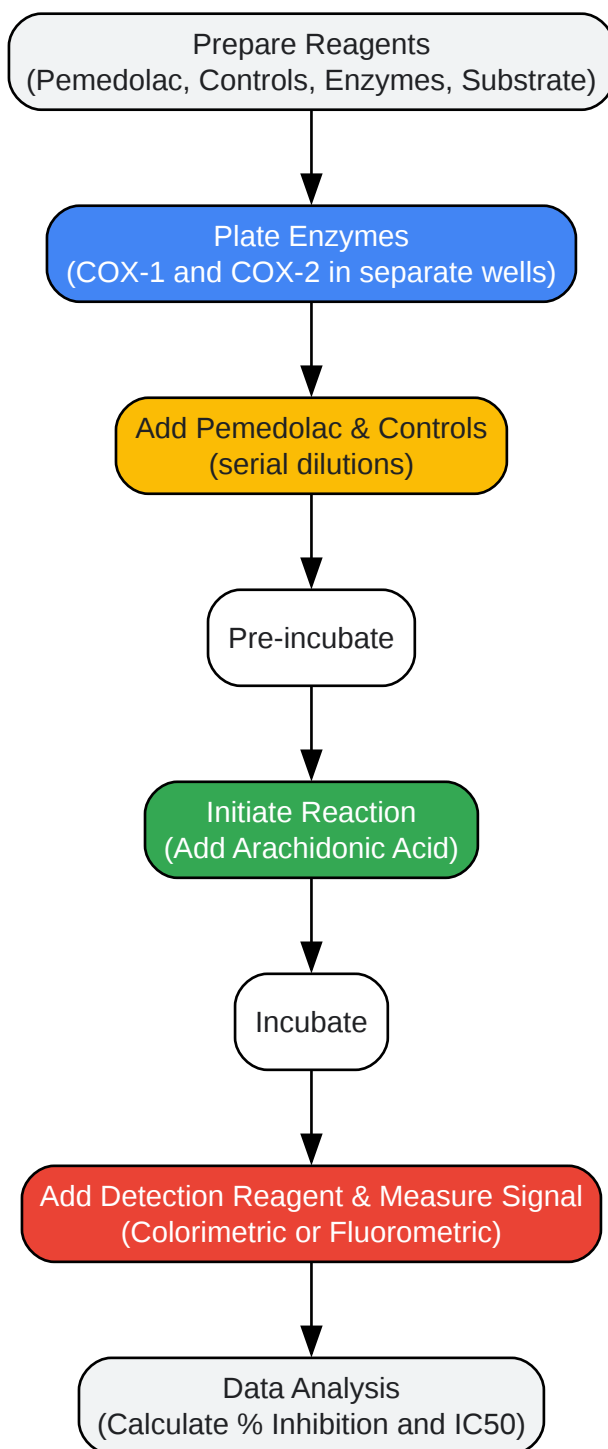 Prepare Reagents
(Pemedolac, Controls, Enzymes, Substrate)
Plate Enzymes
(COX-1 and COX-2 in separate wells)
Add Pemedolac & Controls
(serial dilutions)
Pre-incubate
Initiate Reaction
(Add Arachidonic Acid)
Incubate
Add Detection Reagent & Measure Signal
(Colorimetric or Fluorometric)
Data Analysis
(Calculate % Inhibition and IC50)